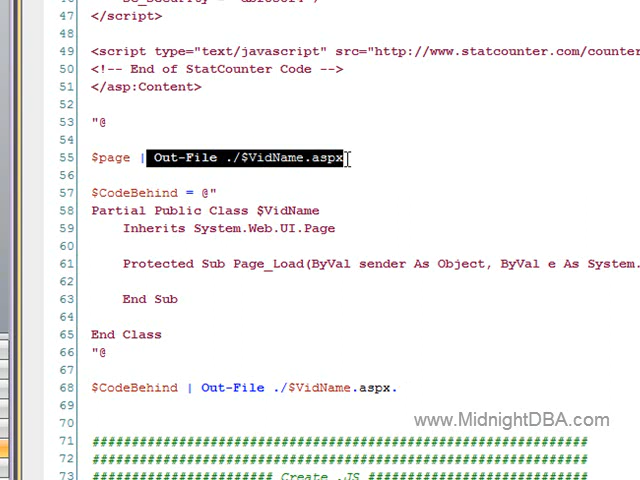 47 </script>
48
49 <script type="text/javascript" src="http://www.statcounter.com/counter
50 <!-- End of StatCounter Code -->
51 </asp:Content>
52
53 "@
54
55 $page | Out-File ./$VidName.aspx
56
57 $CodeBehind = @"
58 Partial Public Class $VidName
59 Inherits System.Web.UI.Page
60
61 Protected Sub Page_Load(ByVal sender As Object, ByVal e As System.
62
63 End Sub
64
65 End Class
66 "@
67
68 $CodeBehind | Out-File ./$VidName.aspx.
69
70
www.MidnightDBA.com
71 ###############################################################
72 ###############################################################
73 ####################### Create .JS ############################